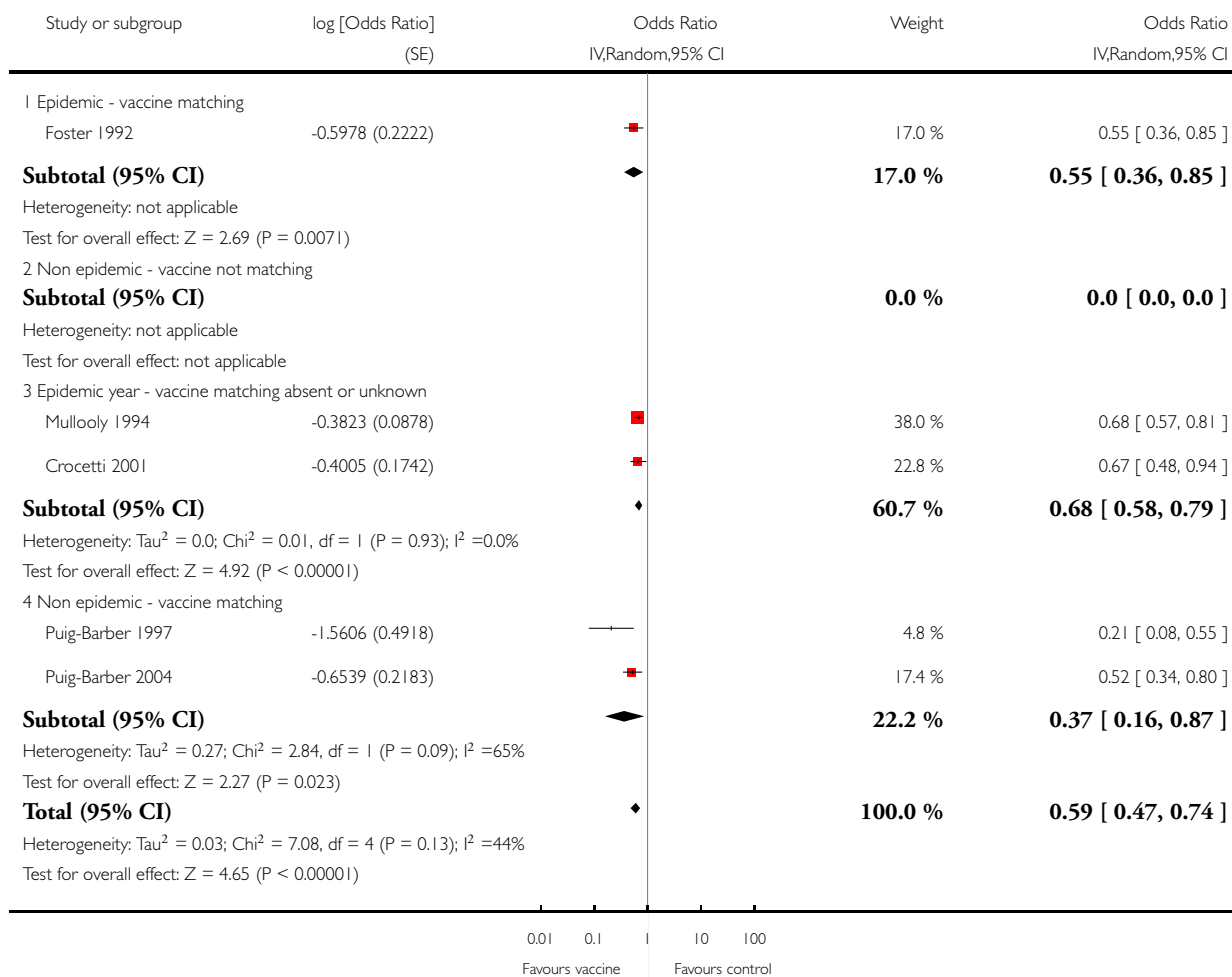 Study or subgroup log [Odds Ratio] Odds Ratio Weight Odds Ratio
(SE) IV,Random,95% CI IV,Random,95% CI
1 Epidemic - vaccine matching
Foster 1992 -0.5978 (0.2222) 17.0 % 0.55 [ 0.36, 0.85 ]
Subtotal (95% CI) 17.0 % 0.55 [ 0.36, 0.85 ]
Heterogeneity: not applicable
Test for overall effect: Z = 2.69 (P = 0.0071)
2 Non epidemic - vaccine not matching
Subtotal (95% CI) 0.0 % 0.0 [ 0.0, 0.0 ]
Heterogeneity: not applicable
Test for overall effect: not applicable
3 Epidemic year - vaccine matching absent or unknown
Mullooly 1994 -0.3823 (0.0878) 38.0 % 0.68 [ 0.57, 0.81 ]
Crocetti 2001 -0.4005 (0.1742) 22.8 % 0.67 [ 0.48, 0.94 ]
Subtotal (95% CI) 60.7 % 0.68 [ 0.58, 0.79 ]
Heterogeneity: Tau² = 0.0; Chi² = 0.01, df = 1 (P = 0.93); I² =0.0%
Test for overall effect: Z = 4.92 (P < 0.00001)
4 Non epidemic - vaccine matching
Puig-Barber 1997 -1.5606 (0.4918) 4.8 % 0.21 [ 0.08, 0.55 ]
Puig-Barber 2004 -0.6539 (0.2183) 17.4 % 0.52 [ 0.34, 0.80 ]
Subtotal (95% CI) 22.2 % 0.37 [ 0.16, 0.87 ]
Heterogeneity: Tau² = 0.27; Chi² = 2.84, df = 1 (P = 0.09); I² =65%
Test for overall effect: Z = 2.27 (P = 0.023)
Total (95% CI) 100.0 % 0.59 [ 0.47, 0.74 ]
Heterogeneity: Tau² = 0.03; Chi² = 7.08, df = 4 (P = 0.13); I² =44%
Test for overall effect: Z = 4.65 (P < 0.00001)
0.01 0.1 1 10 100
Favours vaccine Favours control